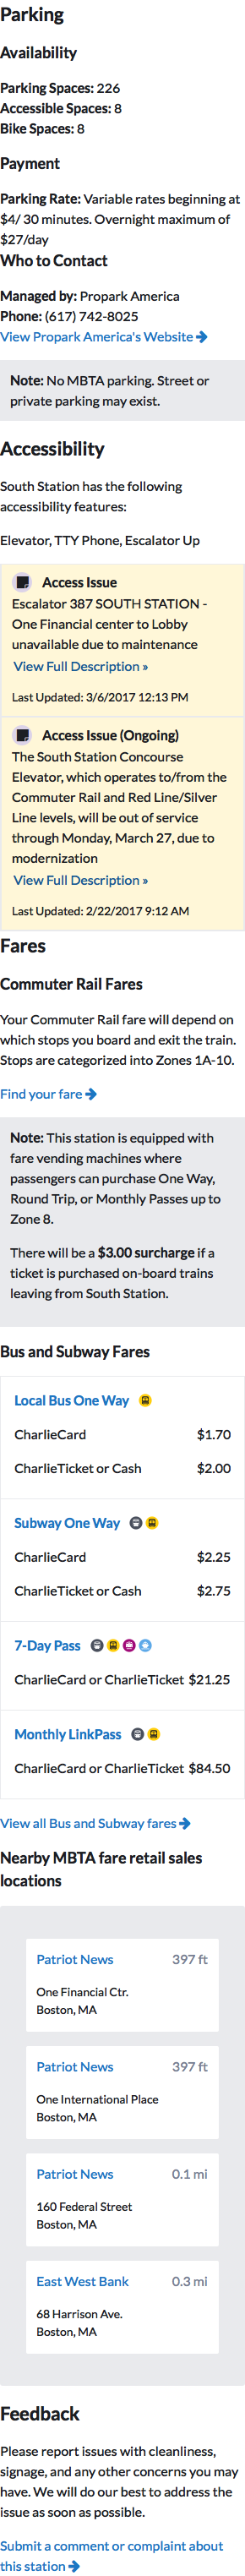 Parking
Availability
Parking Spaces: 226
Accessible Spaces: 8
Bike Spaces: 8
Payment
Parking Rate: Variable rates beginning at
$4/ 30 minutes. Overnight maximum of
$27/day
Who to Contact
Managed by: Propark America
Phone: (617) 742-8025
View Propark America's Website
Note: No MBTA parking. Street or
private parking may exist.
Accessibility
South Station has the following
accessibility features:
Elevator, TTY Phone, Escalator Up
Access Issue
Escalator 387 SOUTH STATION -
One Financial center to Lobby
unavailable due to maintenance
View Full Description »
Last Updated: 3/6/2017 12:13 PM
Access Issue (Ongoing)
The South Station Concourse
Elevator, which operates to/from the
Commuter Rail and Red Line/Silver
Line levels, will be out of service
through Monday, March 27, due to
modernization
View Full Description »
Last Updated: 2/22/2017 9:12 AM
Fares
Commuter Rail Fares
Your Commuter Rail fare will depend on
which stops you board and exit the train.
Stops are categorized into Zones 1A-10.
Find your fare
Note: This station is equipped with
fare vending machines where
passengers can purchase One Way,
Round Trip, or Monthly Passes up to
Zone 8.
There will be a $3.00 surcharge if a
ticket is purchased on-board trains
leaving from South Station.
Bus and Subway Fares
Local Bus One Way
CharlieCard $1.70
CharlieTicket or Cash $2.00
Subway One Way
CharlieCard $2.25
CharlieTicket or Cash $2.75
7-Day Pass
CharlieCard or CharlieTicket $21.25
Monthly LinkPass
CharlieCard or CharlieTicket $84.50
View all Bus and Subway fares
Nearby MBTA fare retail sales
locations
Patriot News 397 ft
One Financial Ctr.
Boston, MA
Patriot News 397 ft
One International Place
Boston, MA
Patriot News 0.1 mi
160 Federal Street
Boston, MA
East West Bank 0.3 mi
68 Harrison Ave.
Boston, MA
Feedback
Please report issues with cleanliness,
signage, and any other concerns you may
have. We will do our best to address the
issue as soon as possible.
Submit a comment or complaint about
this station